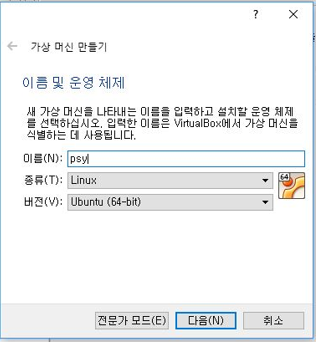 ?
가상 머신 만들기
이름 및 운영 체제
새 가상 머신을 나타내는 이름을 입력하고 설치할 운영 체제
를 선택하십시오. 입력한 이름은 VirtualBox에서 가상 머신을
식별하는 데 사용됩니다.
이름(N): psy
종류(T): Linux
64
버전(V): Ubuntu (64-bit)
전문가 모드(E) 다음(N) 취소